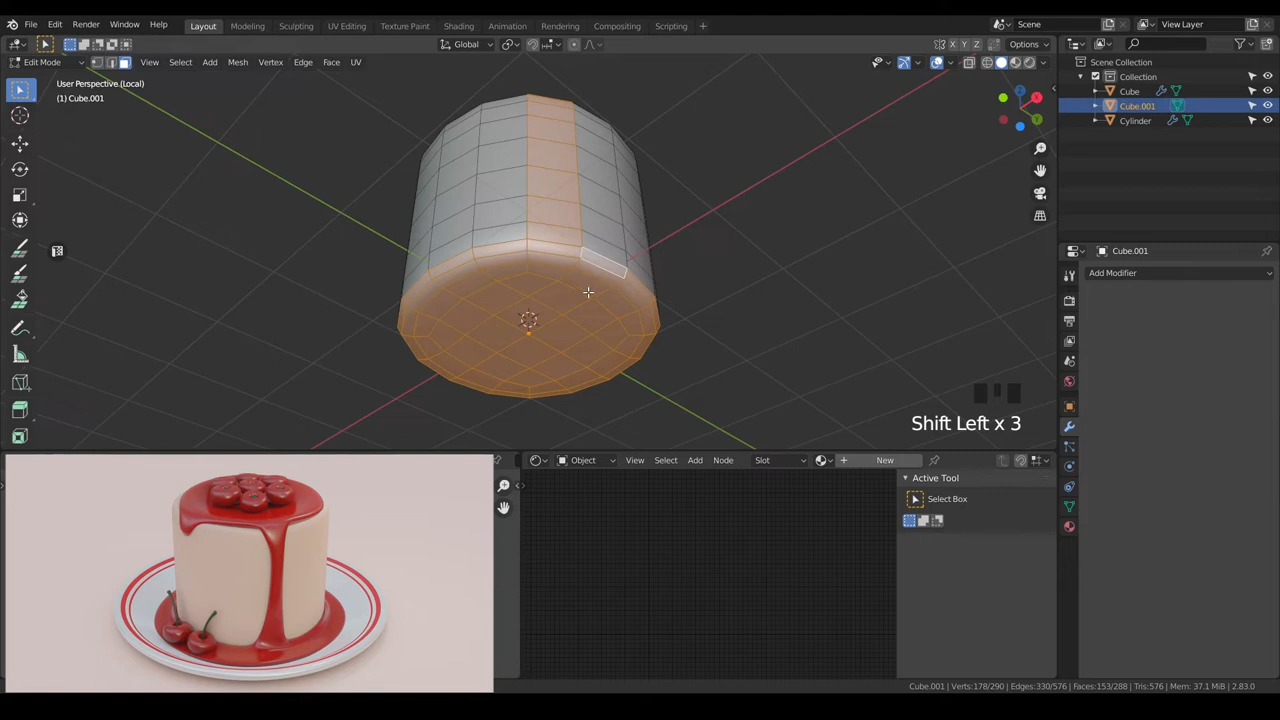 File Edit Render Window Help Layout Modeling Sculpting UV Editing Texture Paint Shading Animation Rendering Compositing Scripting + Scene View Layer
Global X Y Z Options
Edit Mode View Select Add Mesh Vertex Edge Face UV
User Perspective (Local)
(1) Cube.001
Scene Collection
Collection
Cube
Cube.001
Cylinder
Cube.001
Add Modifier
Shift Left x 3
Object View Select Add Node Slot + New
Active Tool
Select Box
Cube.001 | Verts:178/290 | Edges:330/576 | Faces:153/288 | Tris:576 | Mem: 37.1 MiB | 2.83.0